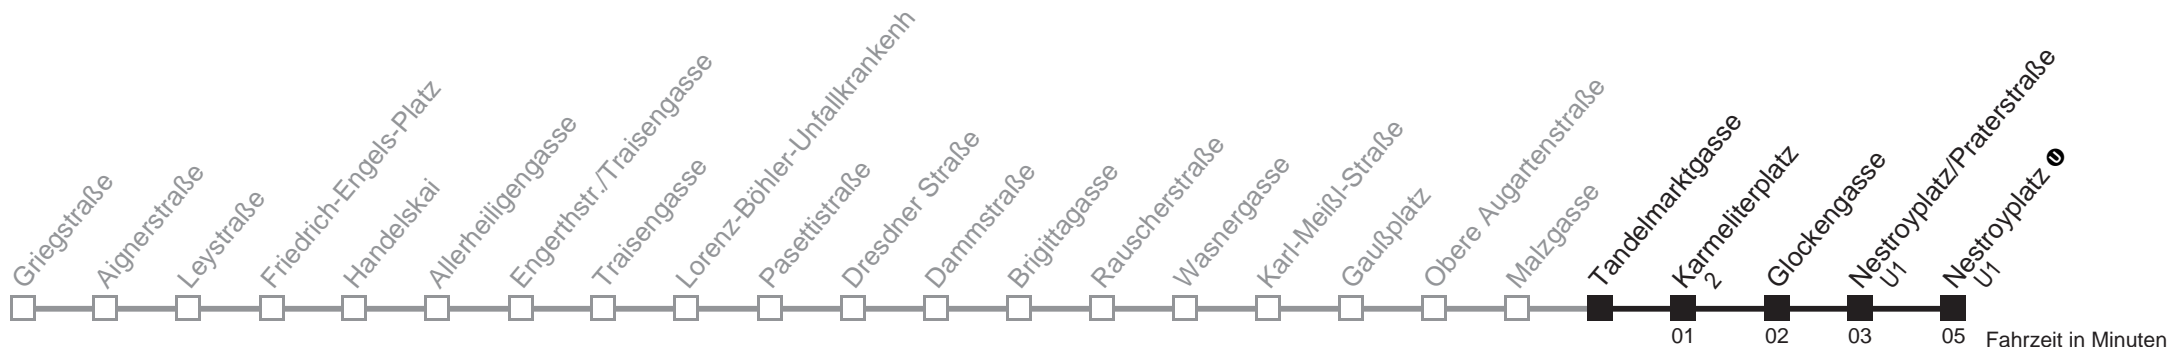 Griegstraße
Aignerstraße
Leystraße
Friedrich-Engels-Platz
Handelskai
Allerheiligengasse
Engerthstr./Traisengasse
Traisengasse
Lorenz-Böhler-Unfallkrankenh
Pasettistraße
Dresdner Straße
Dammstraße
Brigittagasse
Rauscherstraße
Wasnergasse
Karl-Meißl-Straße
Gaußplatz
Obere Augartenstraße
Malzgasse
Tandelmarktgasse
Karmeliterplatz
2
Glockengasse
Nestroyplatz/Praterstraße
U1
Nestroyplatz U
U1
01 02 03 05 Fahrzeit in Minuten